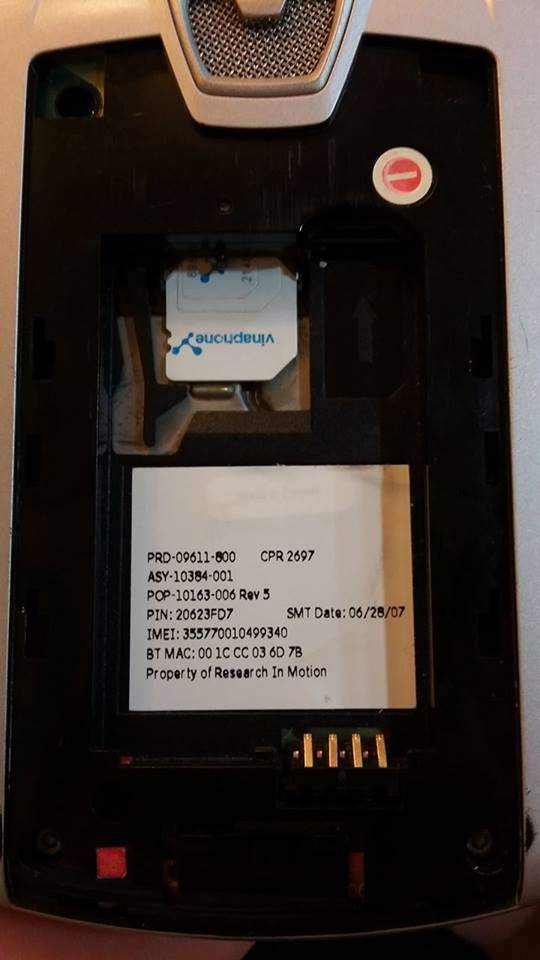 vinaphone
PRD-09611-800 CPR 2697
ASY-10384-001
POP-10163-006 Rev 5
PIN: 20623FD7 SMT Date: 06/28/07
IMEI: 355770010499340
BT MAC: 00 1C CC 03 6D 7B
Property of Research In Motion